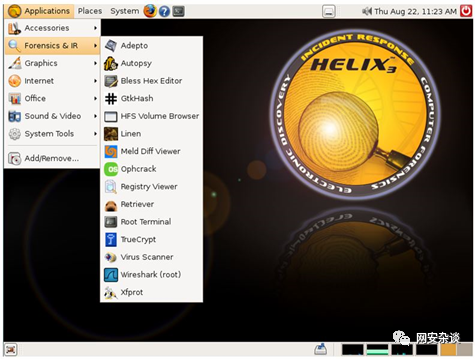 Applications Places System
Thu Aug 22, 11:23 AM
Accessories
Forensics & IR
Graphics
Internet
Office
Sound & Video
System Tools
Add/Remove...
Adepto
Autopsy
Bless Hex Editor
GtkHash
HFS Volume Browser
Linen
Meld Diff Viewer
Ophcrack
Registry Viewer
Retriever
Root Terminal
TrueCrypt
Virus Scanner
Wireshark (root)
Xfprot
INCIDENT RESPONSE
HELIX3
COMPUTER FORENSICS
ELECTRONIC DISCOVERY
网安杂谈